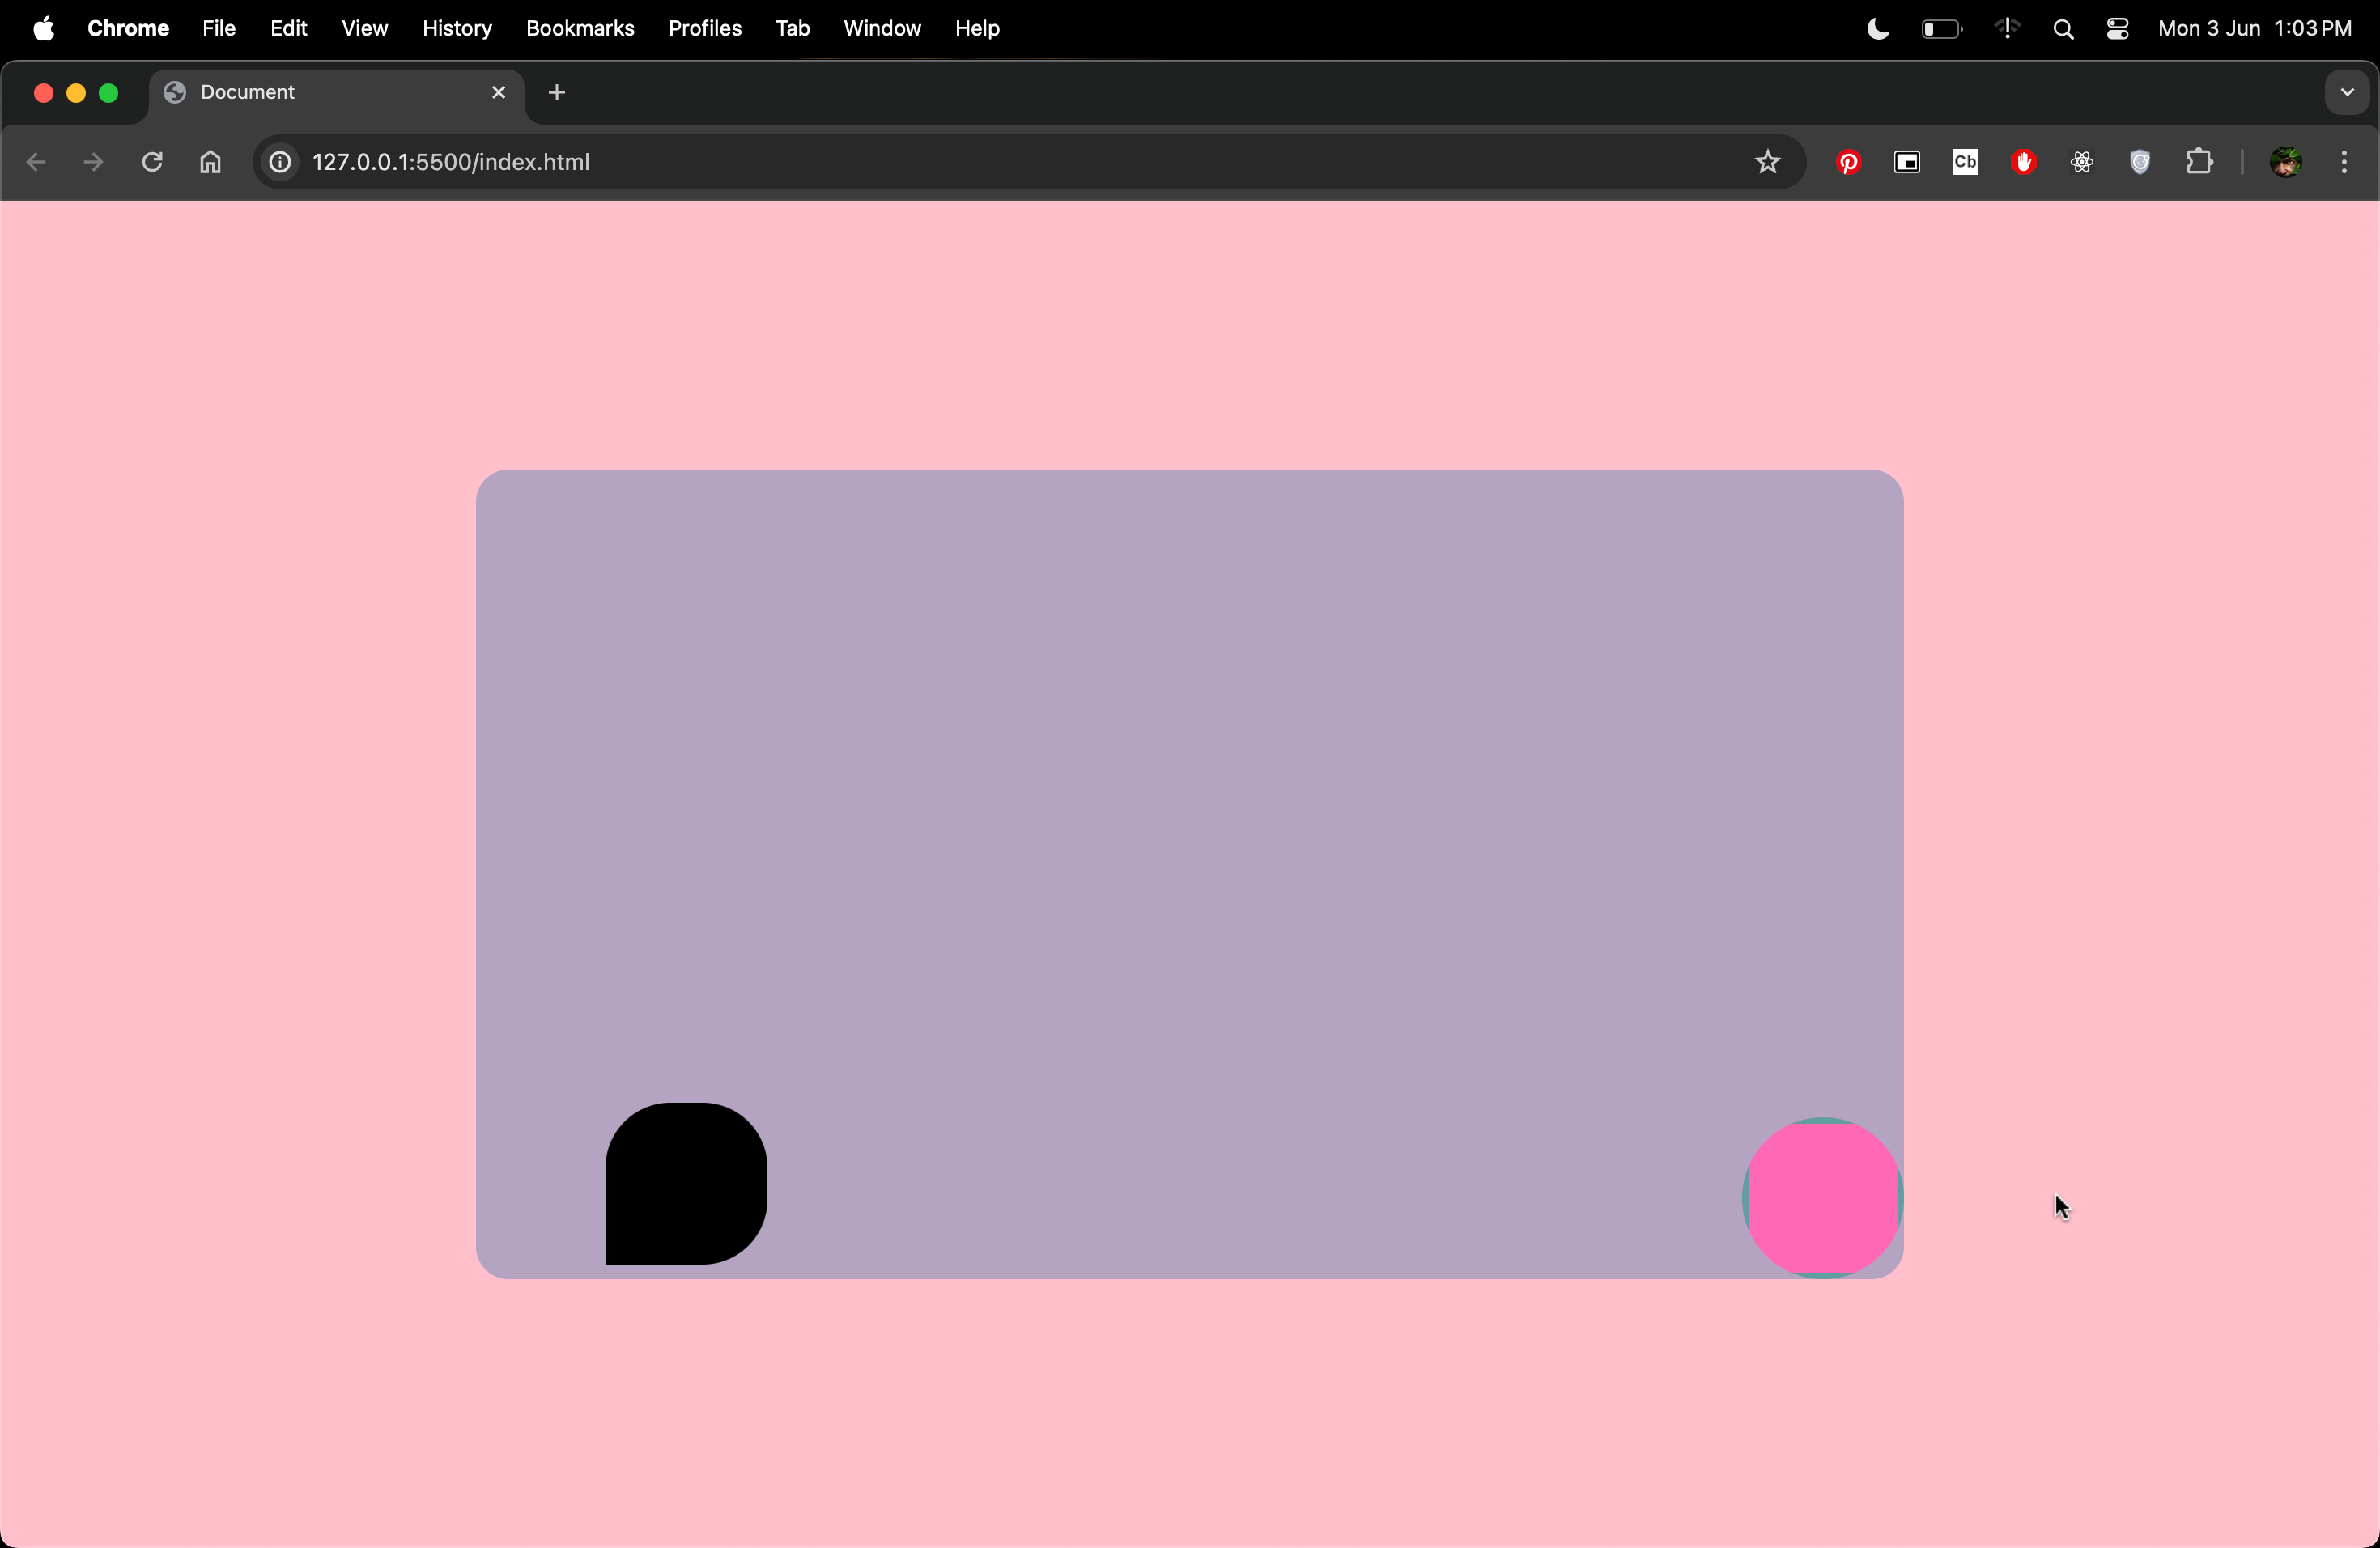 Chrome File Edit View History Bookmarks Profiles Tab Window Help Mon 3 Jun 1:03 PM
Document
127.0.0.1:5500/index.html Cb